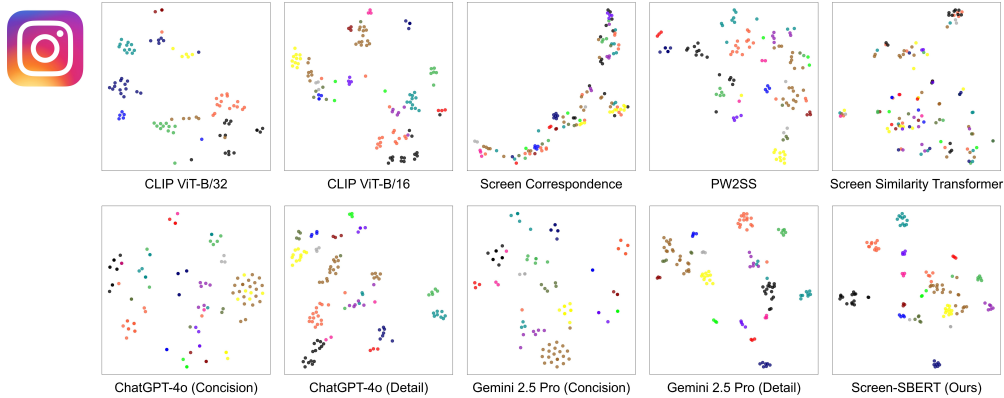 CLIP ViT-B/32
CLIP ViT-B/16
Screen Correspondence
PW2SS
Screen Similarity Transformer
ChatGPT-4o (Concision)
ChatGPT-4o (Detail)
Gemini 2.5 Pro (Concision)
Gemini 2.5 Pro (Detail)
Screen-SBERT (Ours)